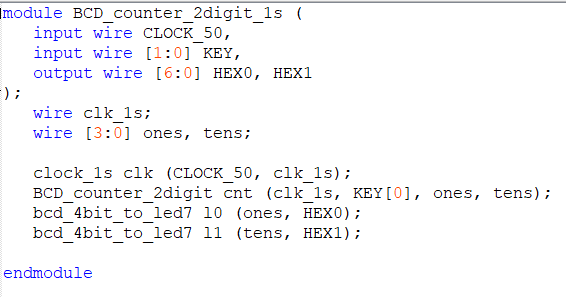 module BCD_counter_2digit_1s (
input wire CLOCK_50,
input wire [1:0] KEY,
output wire [6:0] HEX0, HEX1
);
wire clk_1s;
wire [3:0] ones, tens;
clock_1s clk (CLOCK_50, clk_1s);
BCD_counter_2digit cnt (clk_1s, KEY[0], ones, tens);
bcd_4bit_to_led7 l0 (ones, HEX0);
bcd_4bit_to_led7 l1 (tens, HEX1);
endmodule